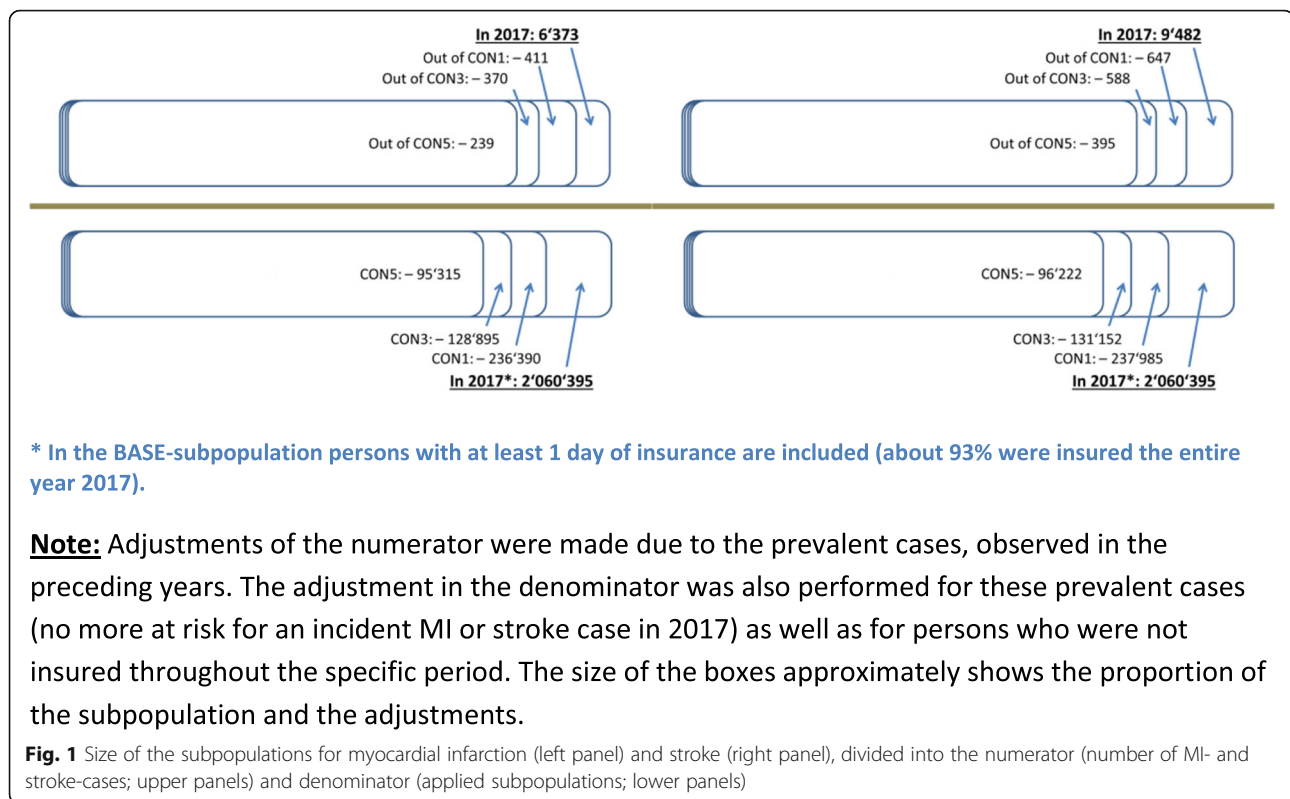 In 2017: 6‘373
Out of CON1: – 411
Out of CON3: – 370
Out of CON5: – 239
In 2017: 9‘482
Out of CON1: – 647
Out of CON3: – 588
Out of CON5: – 395
CON5: – 95‘315
CON3: – 128‘895
CON1: – 236‘390
In 2017*: 2‘060‘395
CON5: – 96‘222
CON3: – 131‘152
CON1: – 237‘985
In 2017*: 2‘060‘395
* In the BASE-subpopulation persons with at least 1 day of insurance are included (about 93% were insured the entire
year 2017).
Note: Adjustments of the numerator were made due to the prevalent cases, observed in the
preceding years. The adjustment in the denominator was also performed for these prevalent cases
(no more at risk for an incident MI or stroke case in 2017) as well as for persons who were not
insured throughout the specific period. The size of the boxes approximately shows the proportion of
the subpopulation and the adjustments.
Fig. 1 Size of the subpopulations for myocardial infarction (left panel) and stroke (right panel), divided into the numerator (number of MI- and
stroke-cases; upper panels) and denominator (applied subpopulations; lower panels)